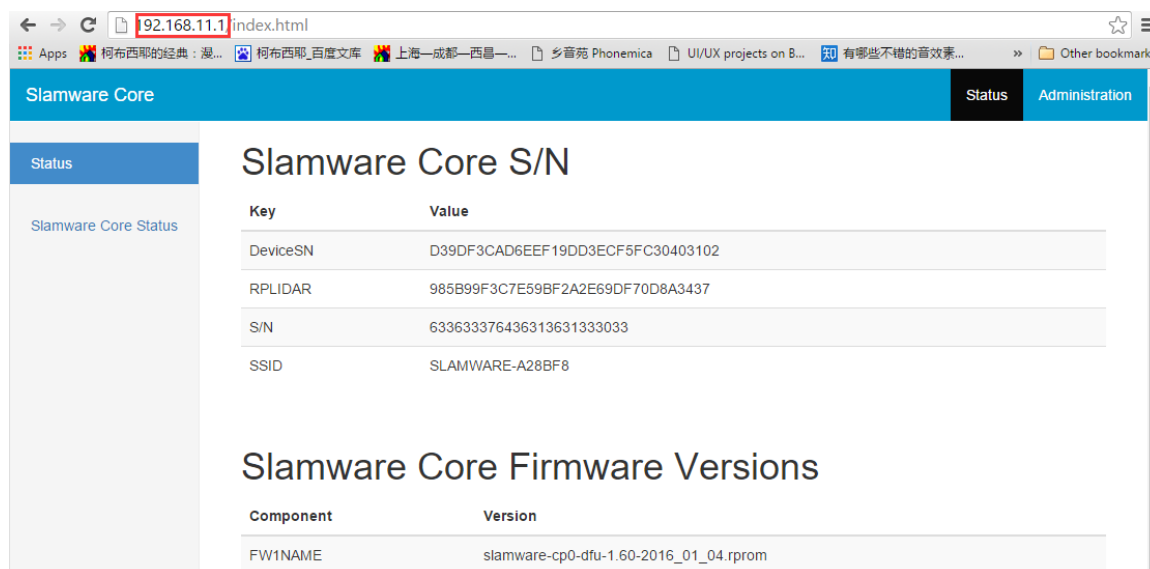 192.168.11.1/index.html
Apps 柯布西耶的经典：漫... 柯布西耶_百度文库 上海—成都—西昌—... 乡音苑 Phonemica UI/UX projects on B... 知 有哪些不错的音效素... » Other bookmark
Slamware Core Status Administration
Status
Slamware Core Status
Slamware Core S/N
Key Value
DeviceSN D39DF3CAD6EEF19DD3ECF5FC30403102
RPLIDAR 985B99F3C7E59BF2A2E69DF70D8A3437
S/N 633633376436313631333033
SSID SLAMWARE-A28BF8
Slamware Core Firmware Versions
Component Version
FW1NAME slamware-cp0-dfu-1.60-2016_01_04.rprom